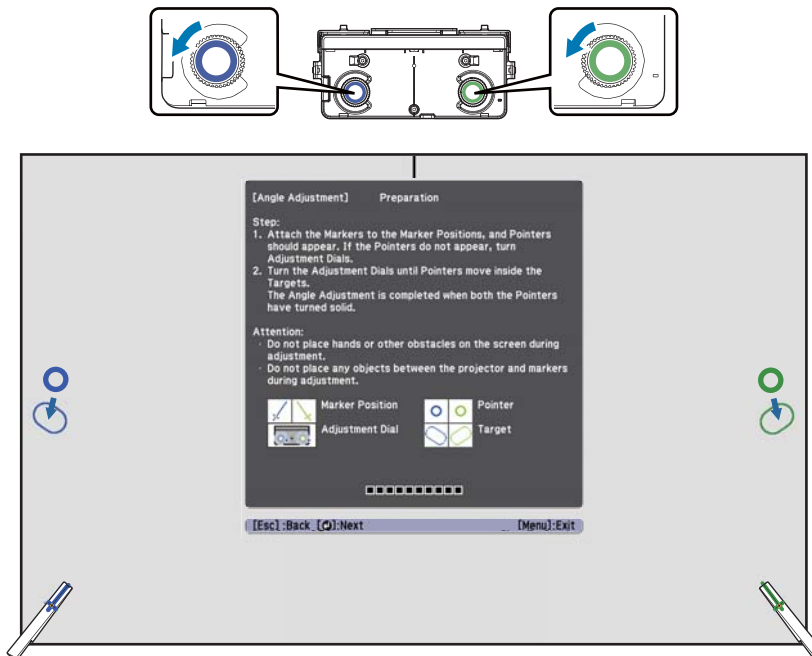 [Angle Adjustment] Preparation
Step:
1. Attach the Markers to the Marker Positions, and Pointers
should appear. If the Pointers do not appear, turn
Adjustment Dials.
2. Turn the Adjustment Dials until Pointers move inside the
Targets.
The Angle Adjustment is completed when both the Pointers
have turned solid.
Attention:
· Do not place hands or other obstacles on the screen during
adjustment.
· Do not place any objects between the projector and markers
during adjustment.
Marker Position Pointer
Adjustment Dial Target
[Esc] :Back [↵]:Next [Menu]:Exit